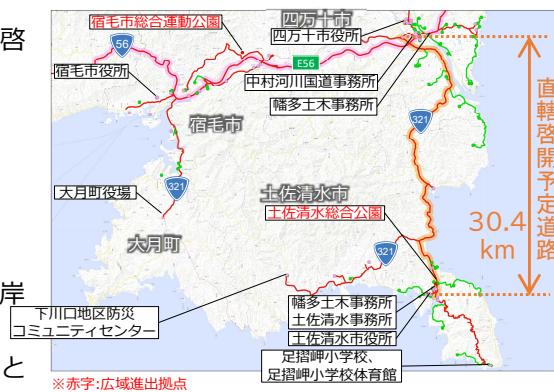 啓
宿毛市総合運動公園
四万十市
四万十市役所
56
E56
宿毛市役所
中村河川国道事務所
幡多土木事務所
宿毛市
321
直轄啓開予定道路
30.4
km
大月町役場
321
土佐清水市
土佐清水総合公園
大月町
321
岸
下川口地区防災
コミュニティセンター
幡多土木事務所
土佐清水事務所
土佐清水市役所
足摺岬小学校、
足摺岬小学校体育館
と
※赤字:広域進出拠点